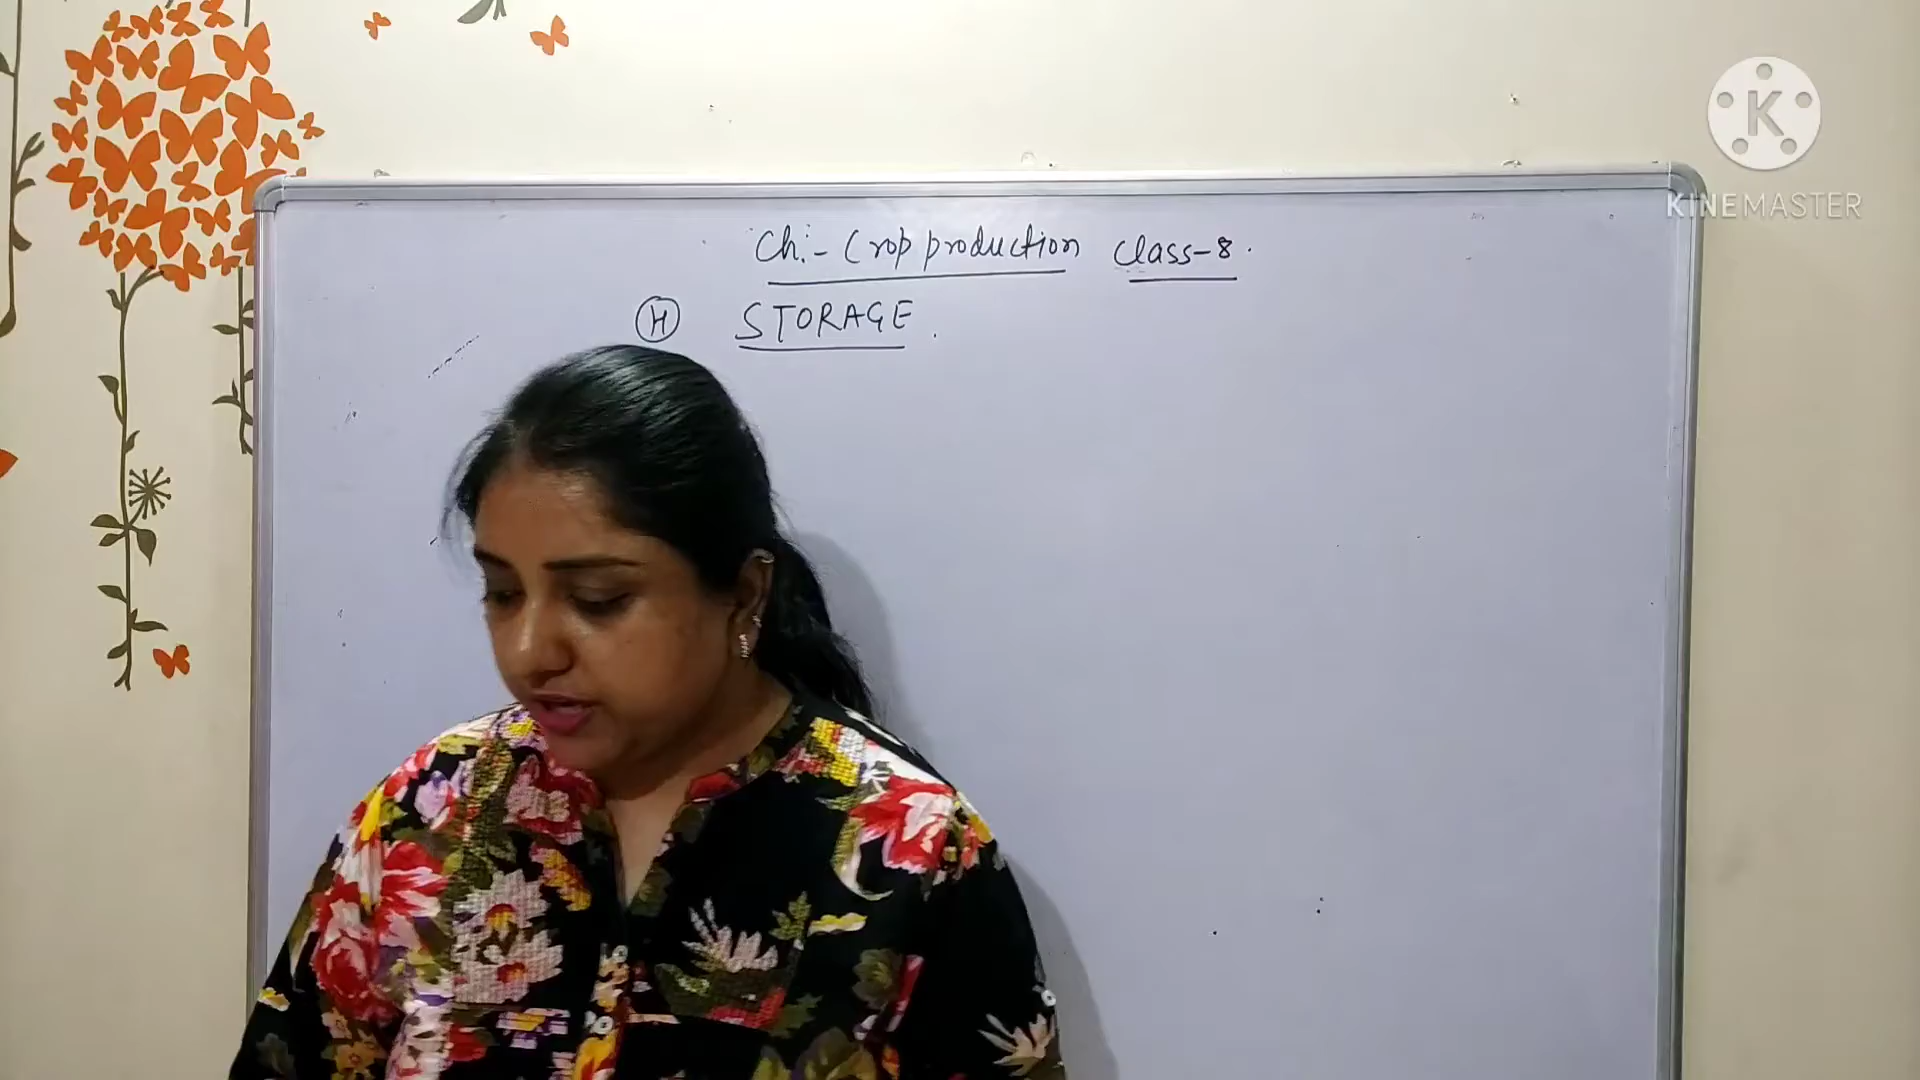 Ch:- Crop production Class-8.
H STORAGE.
K
KINEMASTER